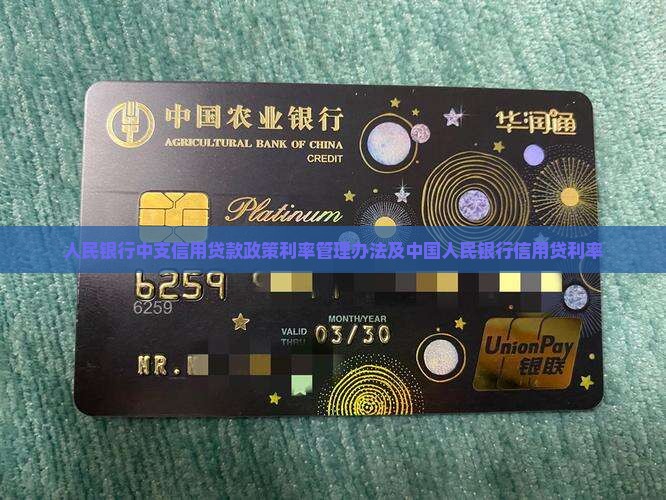 中国农业银行
AGRICULTURAL BANK OF CHINA
CREDIT
华润通
Platinum
人民银行中支信用贷款政策利率管理办法及中国人民银行信用贷利率
6259
6259
MONTH/YEAR
VALID THRU 03/30
MR.
UnionPay
银联